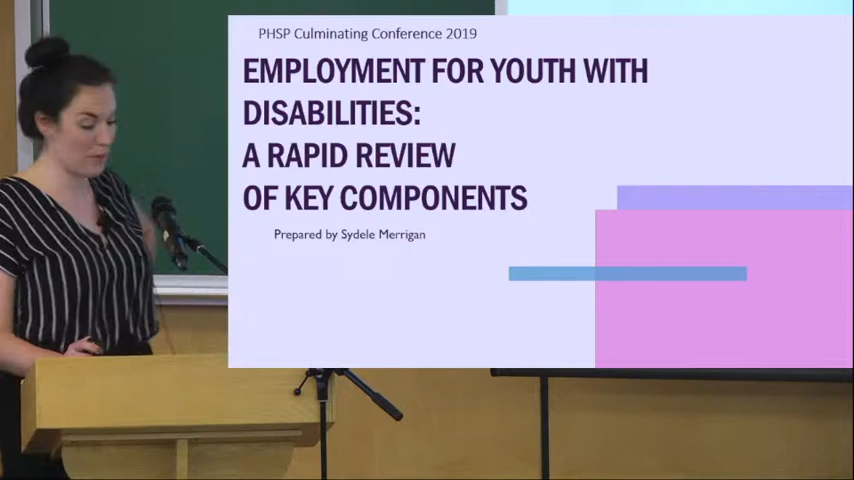 PHSP Culminating Conference 2019
EMPLOYMENT FOR YOUTH WITH
DISABILITIES:
A RAPID REVIEW
OF KEY COMPONENTS
Prepared by Sydele Merrigan